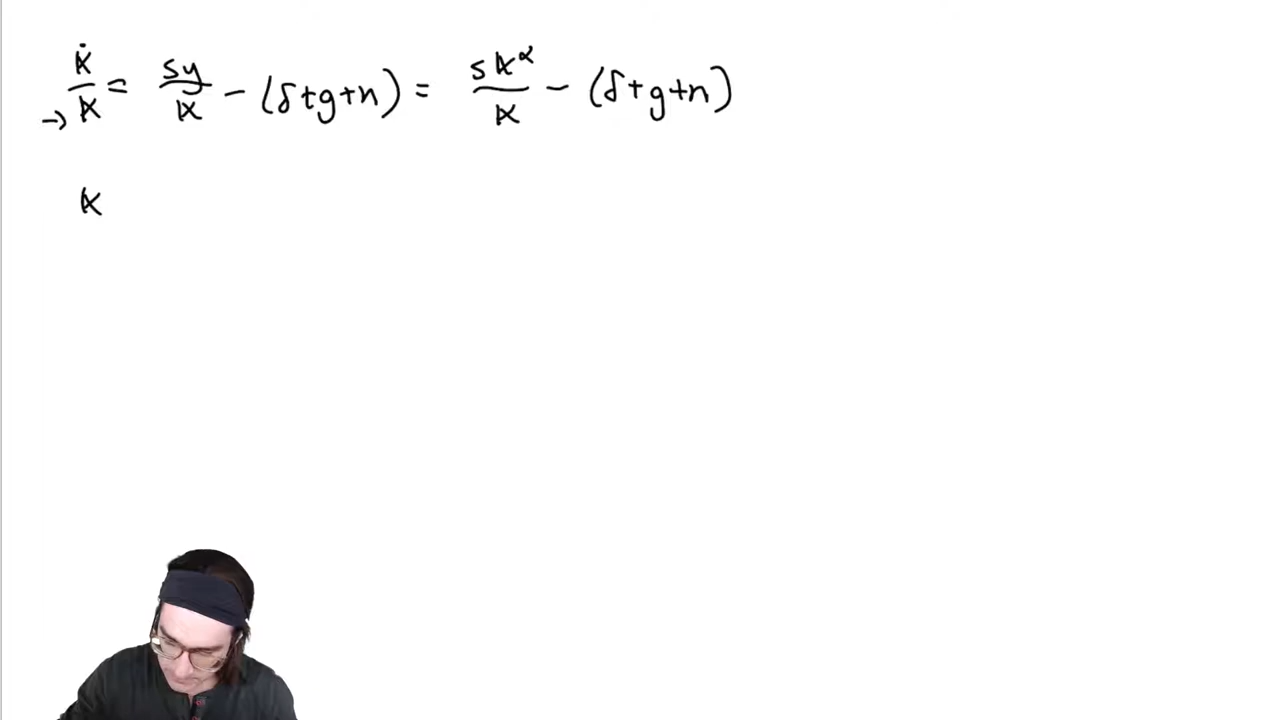 → k̇/k = sy/k − (δ+g+n) = sk^α/k − (δ+g+n)
k